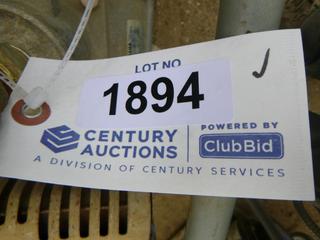 LOT NO
1894
CENTURY
AUCTIONS
POWERED BY
ClubBid
A DIVISION OF CENTURY SERVICES